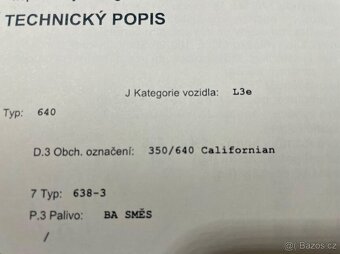 TECHNICKÝ POPIS
J Kategorie vozidla: L3e
Typ: 640
D.3 Obch. označení: 350/640 Californian
7 Typ: 638-3
P.3 Palivo: BA SMĚS
/
Bazos.cz